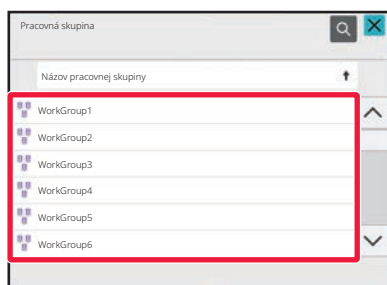 Pracovná skupina
Názov pracovnej skupiny
WorkGroup1
WorkGroup2
WorkGroup3
WorkGroup4
WorkGroup5
WorkGroup6